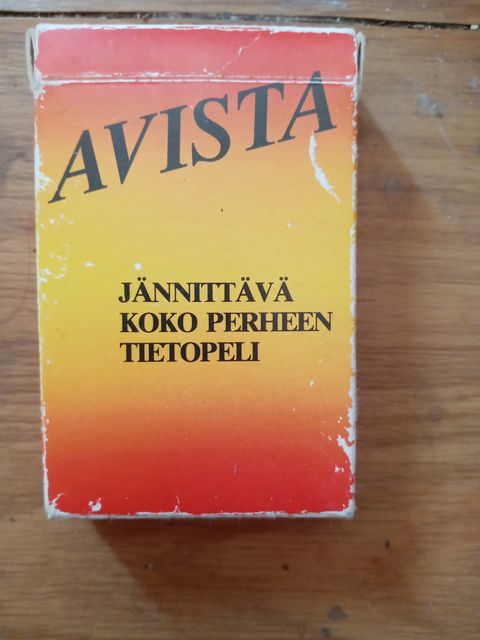 AVISTA
JÄNNITTÄVÄ
KOKO PERHEEN
TIETOPELI